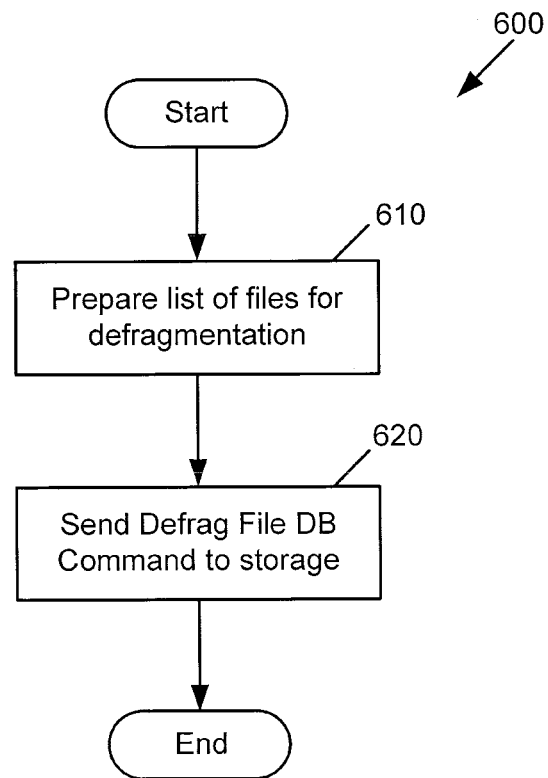 600
Start
610
Prepare list of files for
defragmentation
620
Send Defrag File DB
Command to storage
End